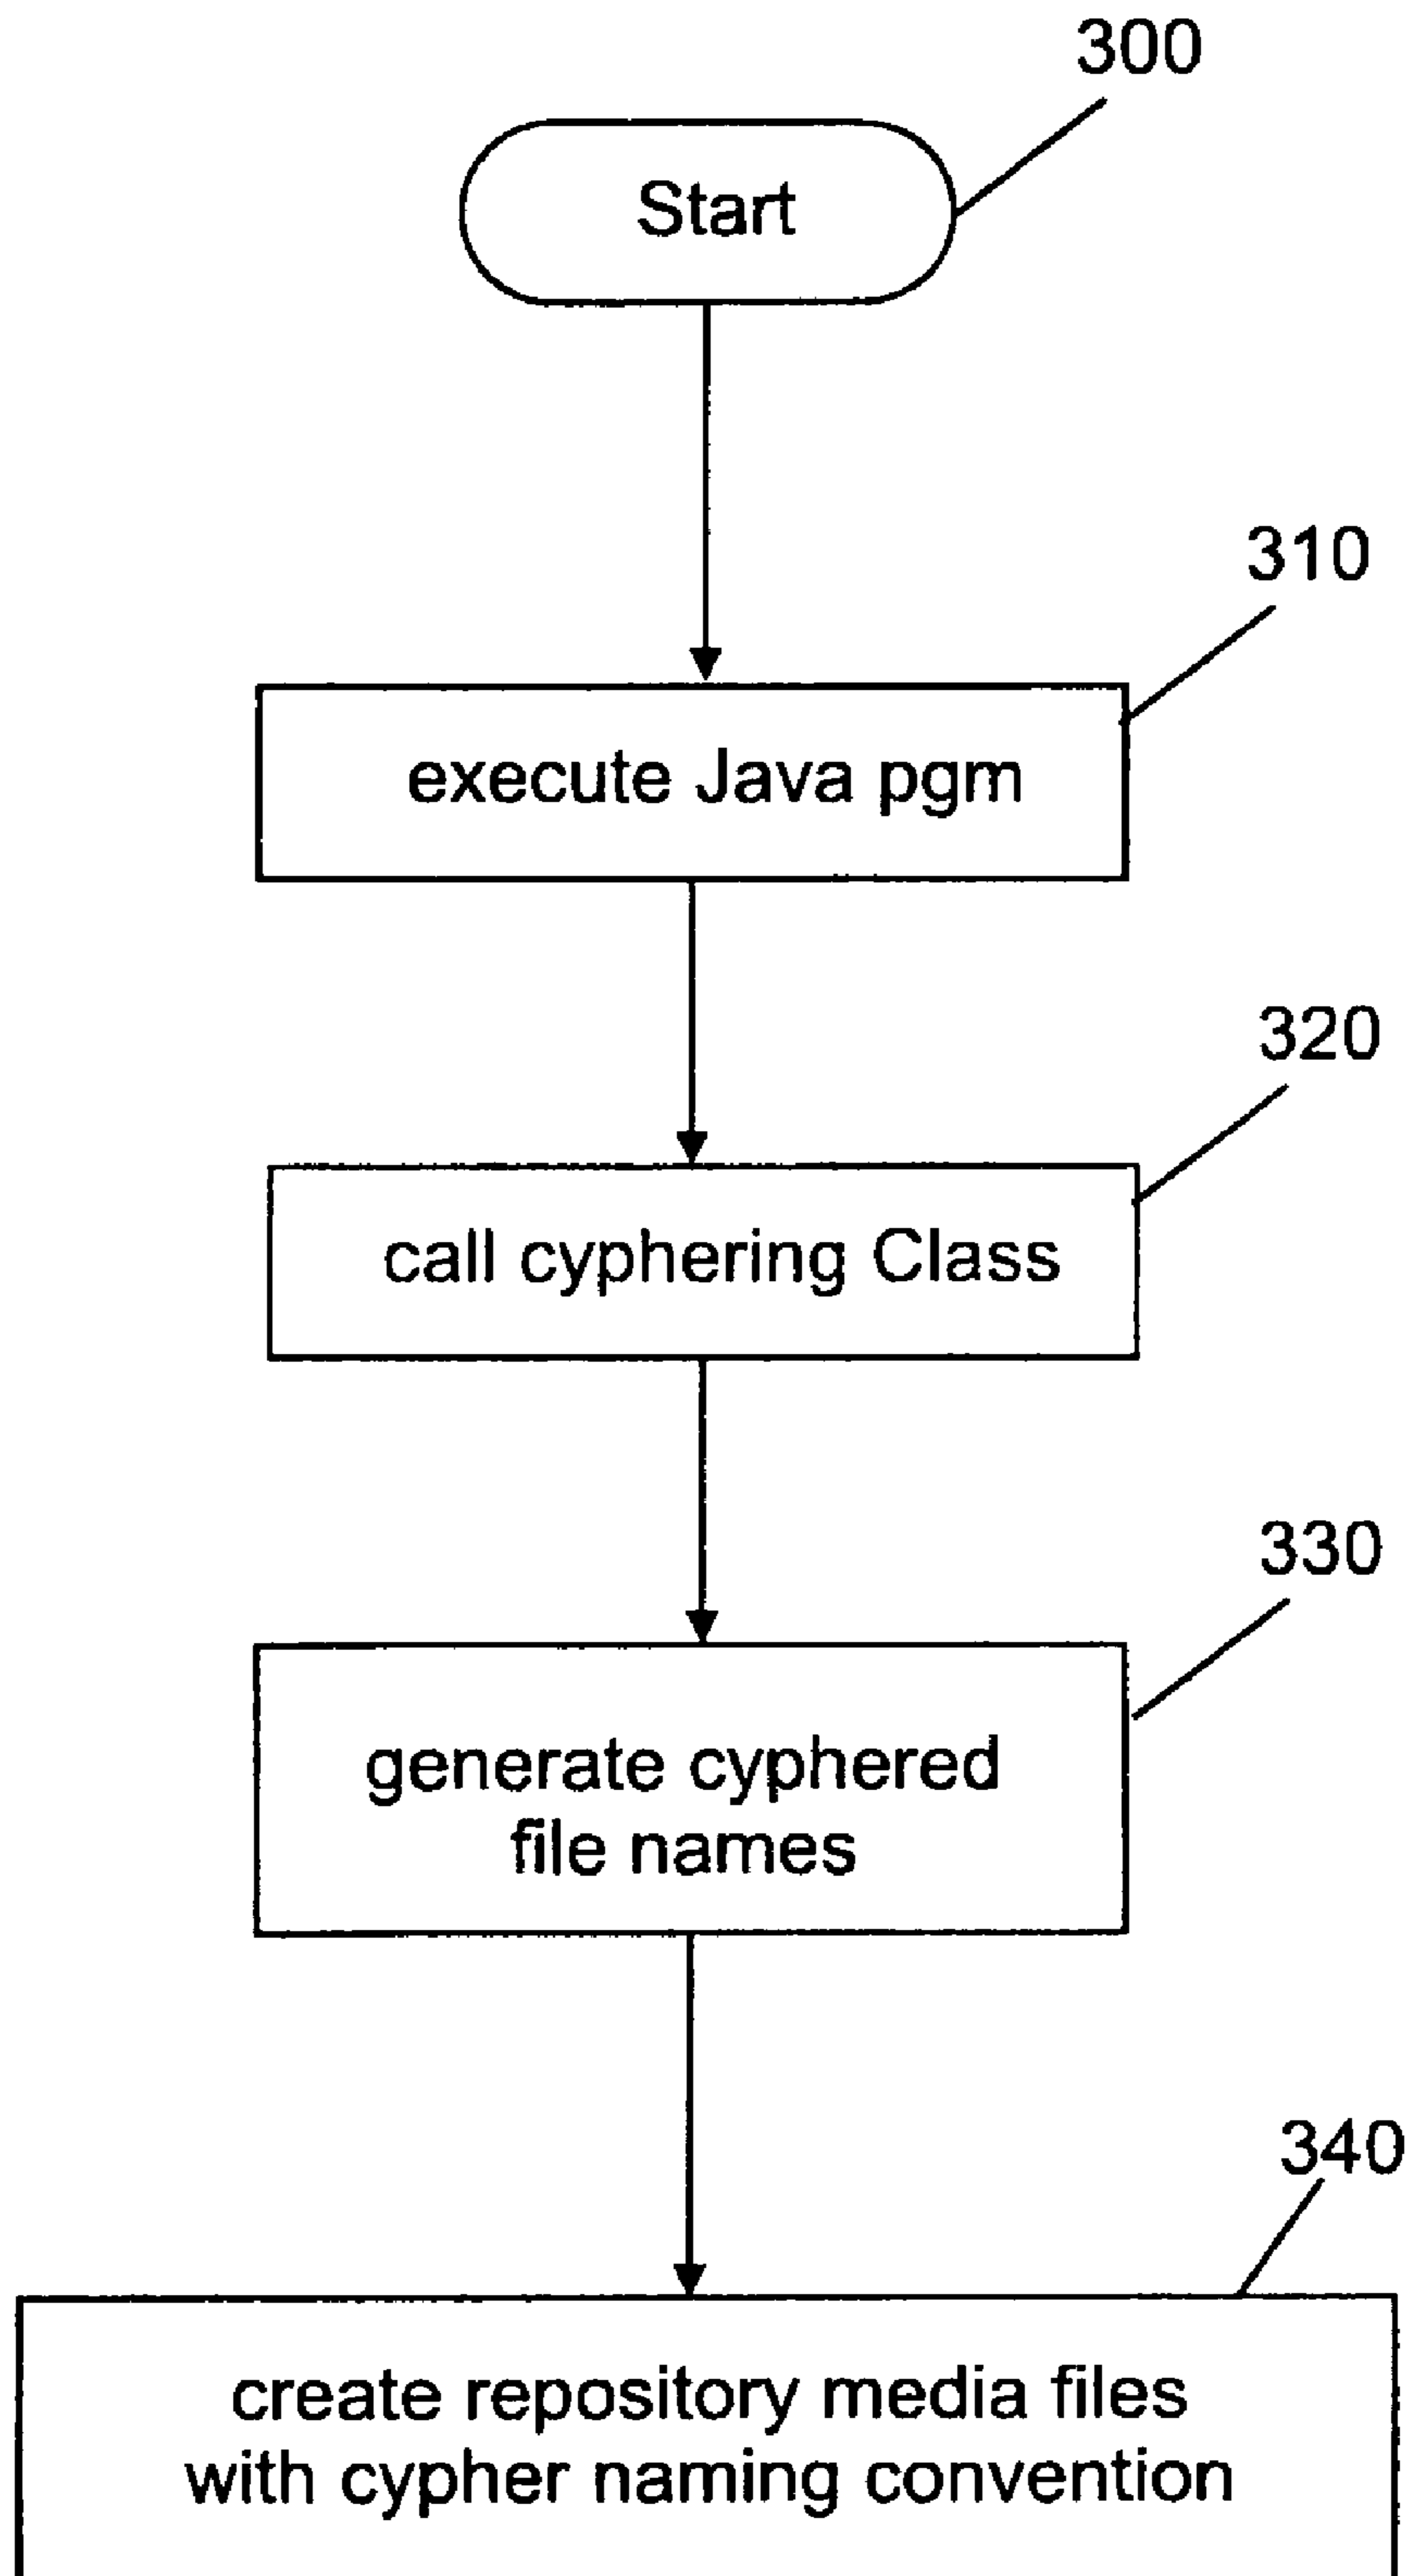 300
Start
310
execute Java pgm
320
call cyphering Class
330
generate cyphered
file names
340
create repository media files
with cypher naming convention